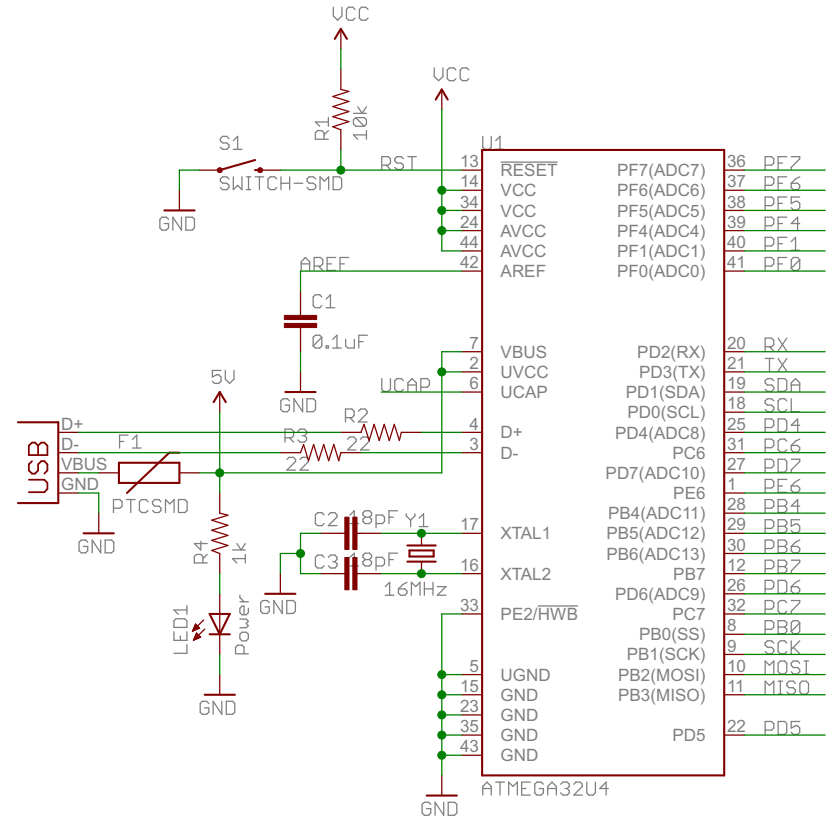 VCC
VCC
R1
10k
U1
S1
SWITCH-SMD
GND
RST
13
14
34
24
44
42
RESET
VCC
VCC
AVCC
AVCC
AREF
AREF
C1
0.1uF
GND
7
2
6
VBUS
UVCC
UCAP
UCAP
5V
USB
D+
D-
VBUS
GND
F1
PTCSMD
GND
R2
22
R3
22
4
3
D+
D-
R4
1k
LED1
Power
GND
C2
18pF
C3
18pF
GND
Y1
16MHz
17
16
XTAL1
XTAL2
33
PE2/HWB
5
15
23
35
43
UGND
GND
GND
GND
GND
GND
ATMEGA32U4
PF7(ADC7) 36 PF7
PF6(ADC6) 37 PF6
PF5(ADC5) 38 PF5
PF4(ADC4) 39 PF4
PF1(ADC1) 40 PF1
PF0(ADC0) 41 PF0
PD2(RX) 20 RX
PD3(TX) 21 TX
PD1(SDA) 19 SDA
PD0(SCL) 18 SCL
PD4(ADC8) 25 PD4
PC6 31 PC6
PD7(ADC10) 27 PD7
PE6 1 PE6
PB4(ADC11) 28 PB4
PB5(ADC12) 29 PB5
PB6(ADC13) 30 PB6
PB7 12 PB7
PD6(ADC9) 26 PD6
PC7 32 PC7
PB0(SS) 8 PB0
PB1(SCK) 9 SCK
PB2(MOSI) 10 MOSI
PB3(MISO) 11 MISO
PD5 22 PD5